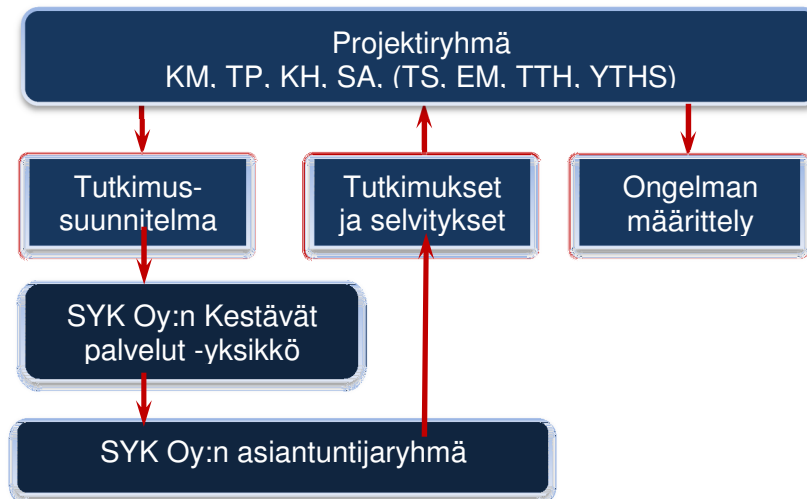 Projektiryhmä
KM, TP, KH, SA, (TS, EM, TTH, YTHS)
Tutkimus-
suunnitelma
Tutkimukset
ja selvitykset
Ongelman
määrittely
SYK Oy:n Kestävät
palvelut -yksikkö
SYK Oy:n asiantuntijaryhmä